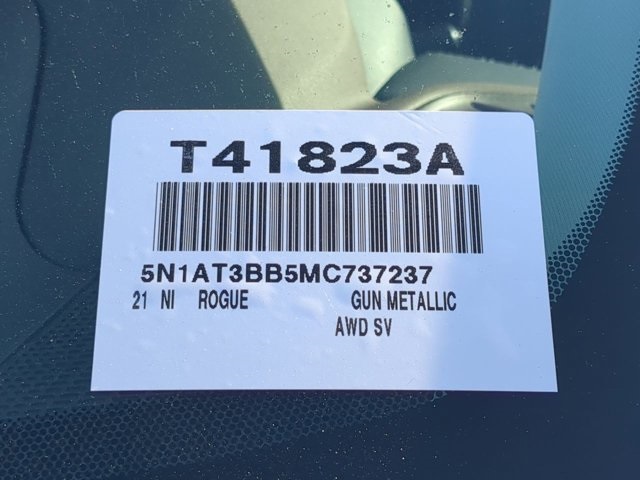 T41823A
5N1AT3BB5MC737237
21 NI ROGUE GUN METALLIC
AWD SV